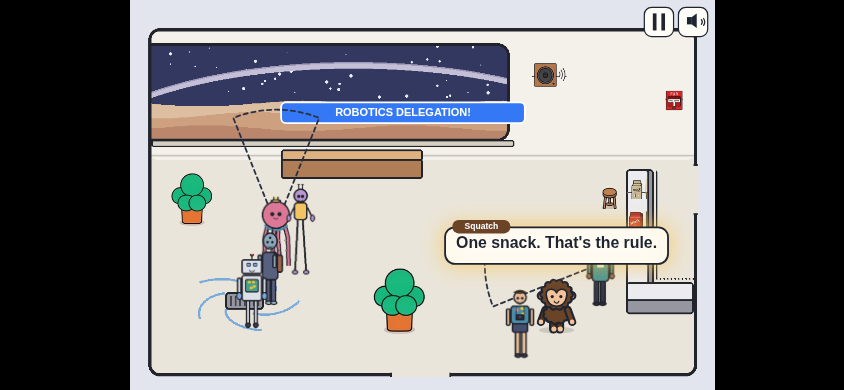 ROBOTICS DELEGATION!
Squatch
One snack. That's the rule.